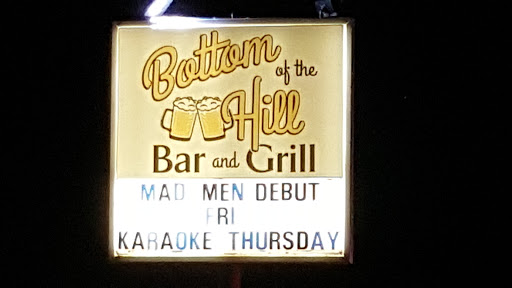 Bottom
of the
Hill
Bar and Grill
MAD MEN DEBUT
FRI
KARAOKE THURSDAY